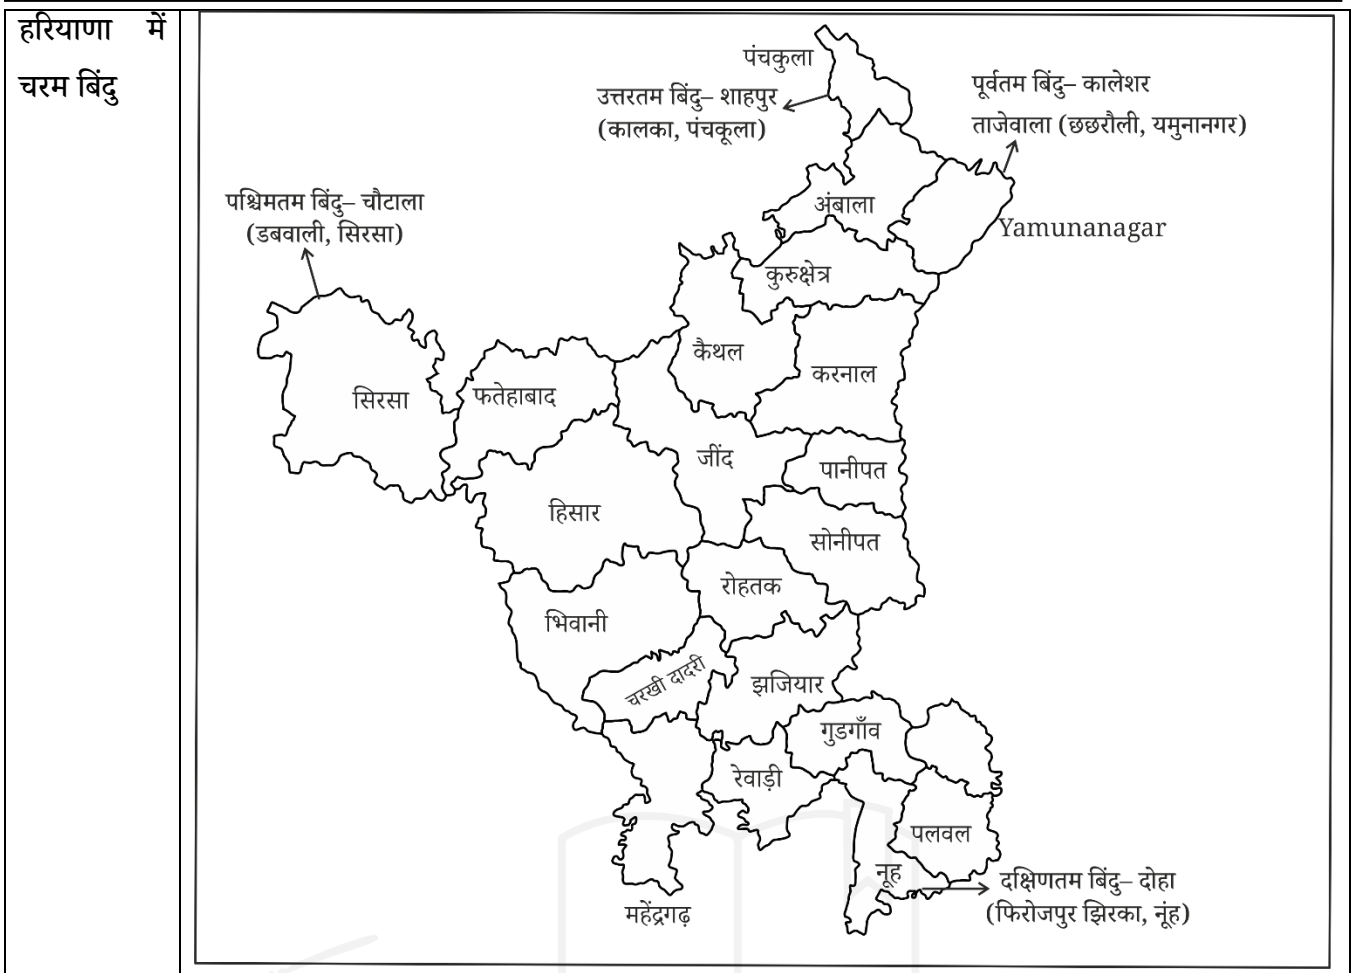 हरियाणा में
चरम बिंदु
पंचकुला
उत्तरतम बिंदु– शाहपुर
(कालका, पंचकूला)
पूर्वतम बिंदु– कालेशर
ताजेवाला (छछरौली, यमुनानगर)
पश्चिमतम बिंदु– चौटाला
(डबवाली, सिरसा)
अंबाला
Yamunanagar
कुरुक्षेत्र
कैथल
करनाल
सिरसा
फतेहाबाद
जींद
पानीपत
हिसार
सोनीपत
रोहतक
भिवानी
चरखी दादरी
झजियार
गुडगाँव
रेवाड़ी
पलवल
नूह
दक्षिणतम बिंदु– दोहा
(फिरोजपुर झिरका, नूंह)
महेंद्रगढ़